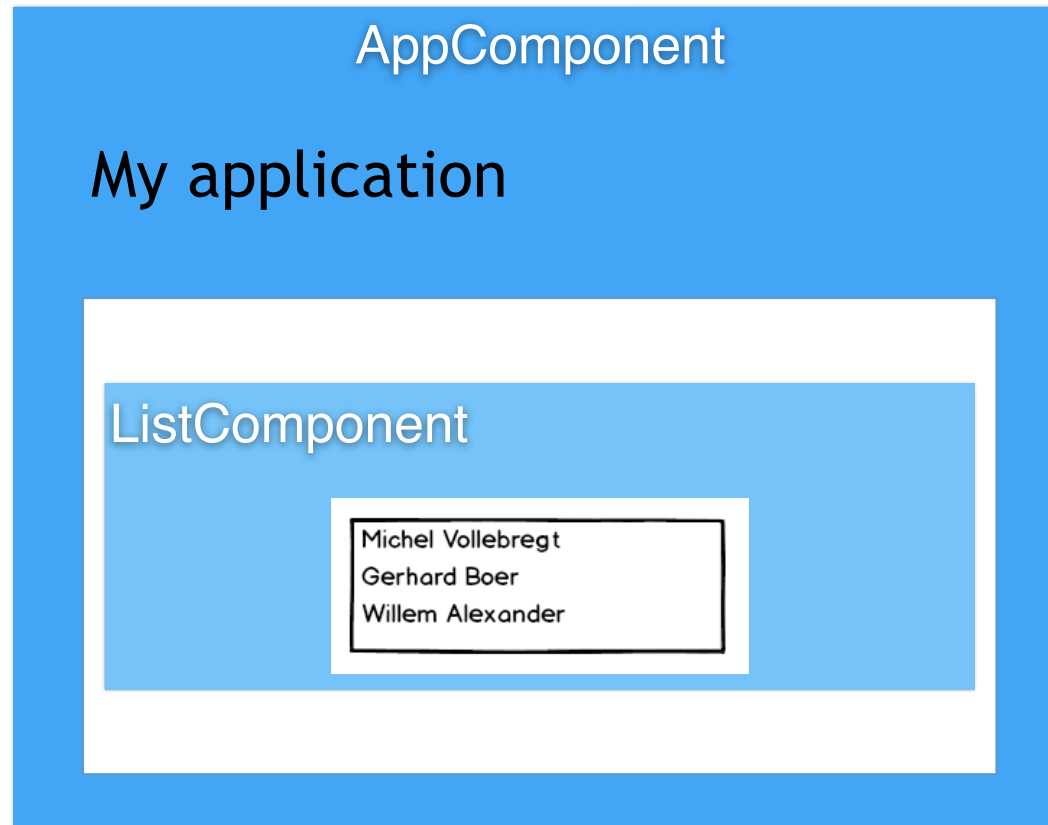 AppComponent
My application
ListComponent
Michel Vollebregt
Gerhard Boer
Willem Alexander